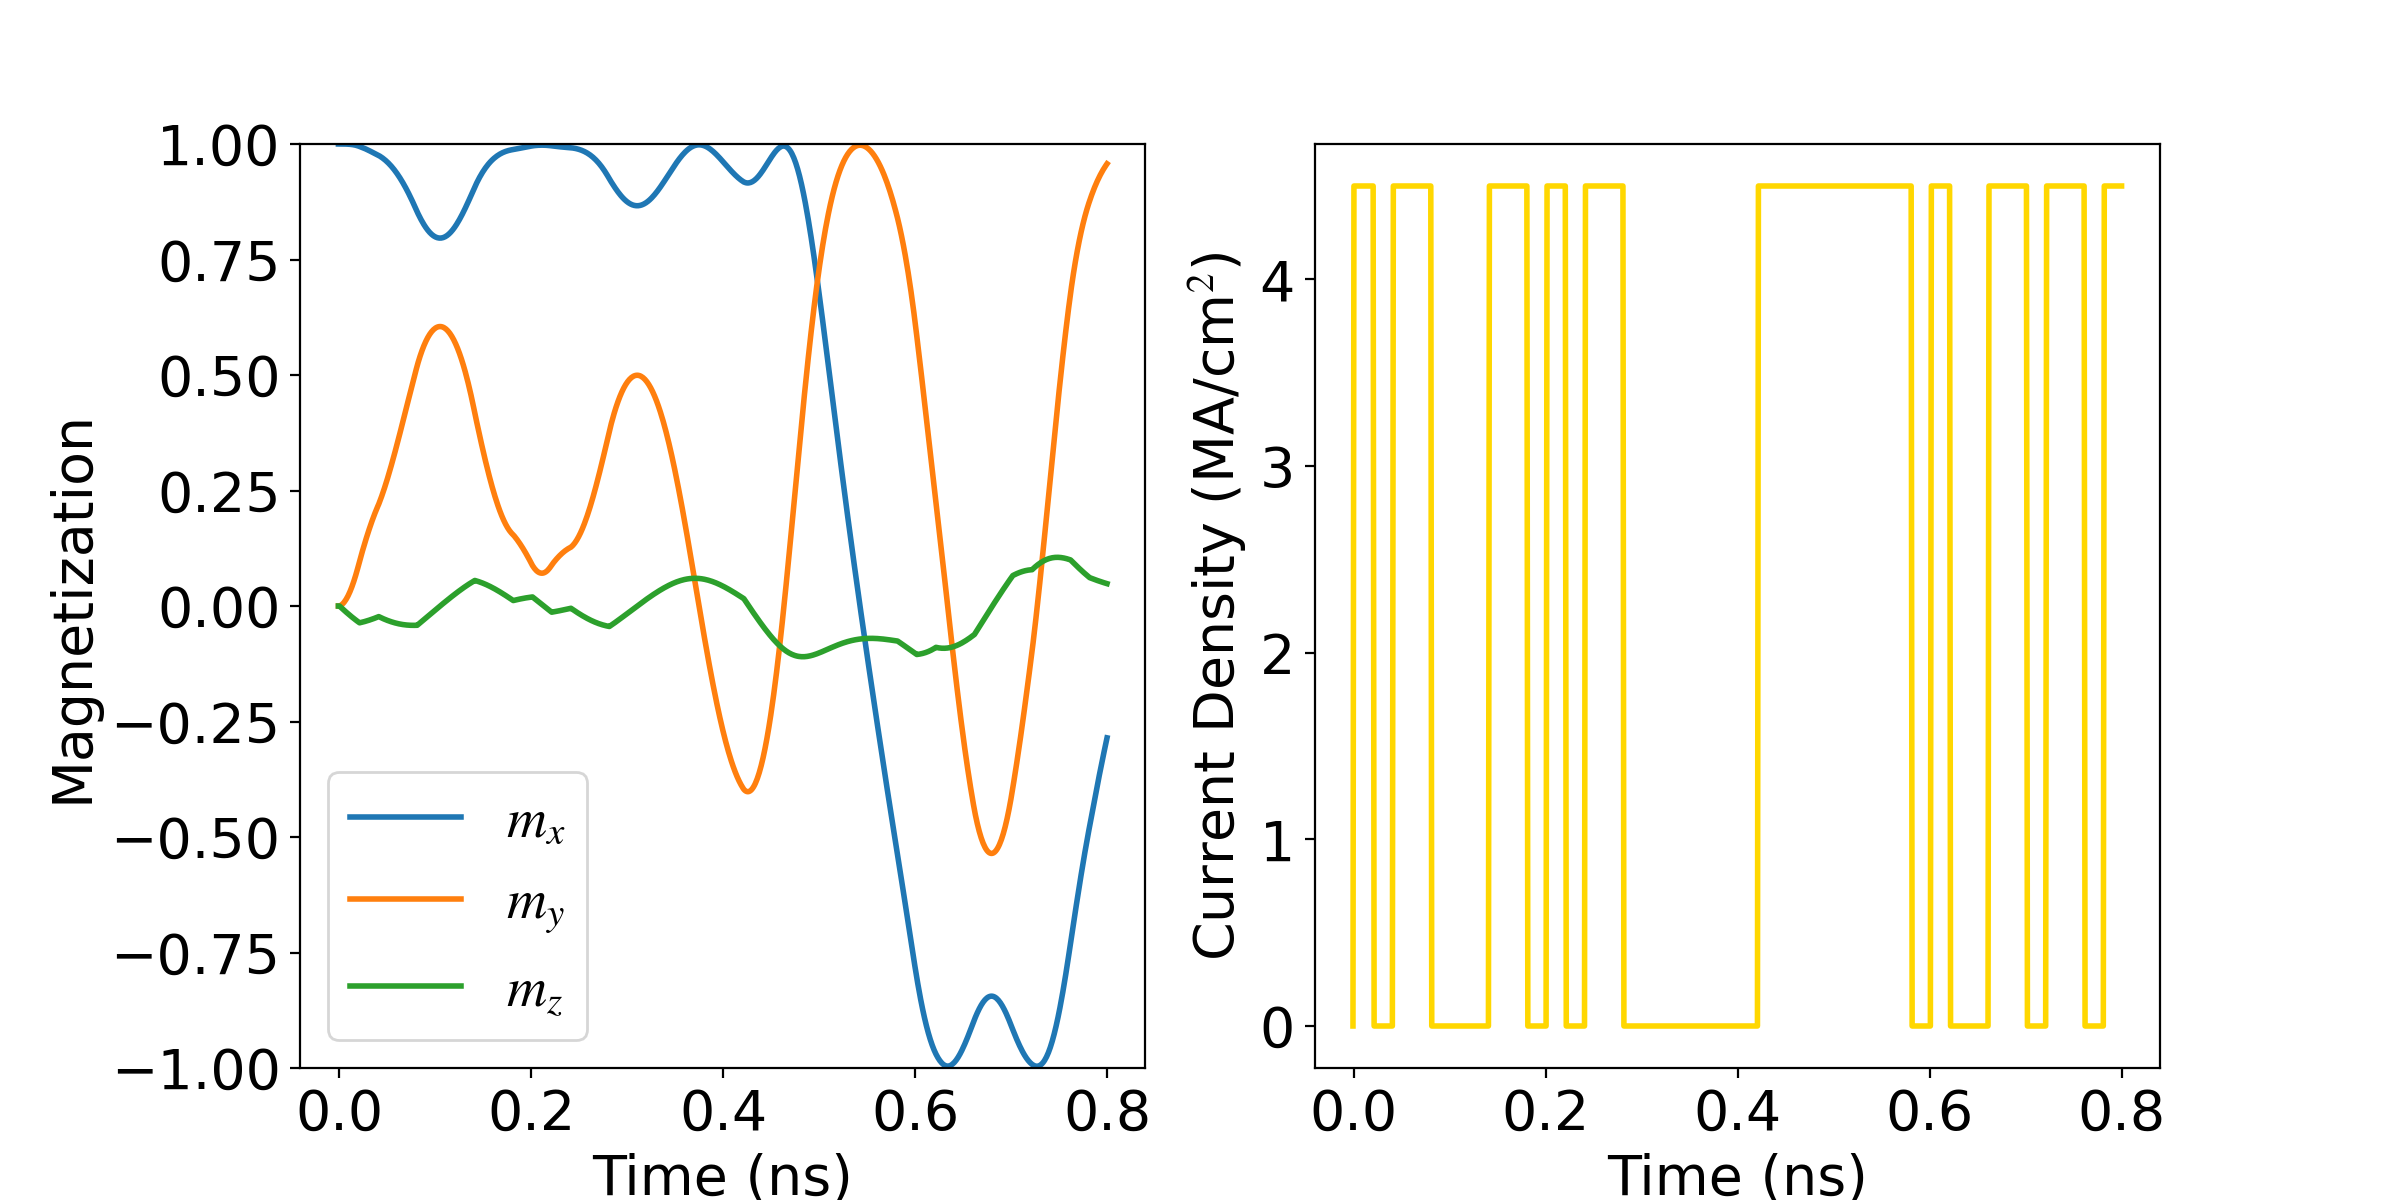 Magnetization
1.00
0.75
0.50
0.25
0.00
−0.25
−0.50
−0.75
−1.00
0.0 0.2 0.4 0.6 0.8
Time (ns)
m_x
m_y
m_z
Current Density (MA/cm²)
4
3
2
1
0
0.0 0.2 0.4 0.6 0.8
Time (ns)